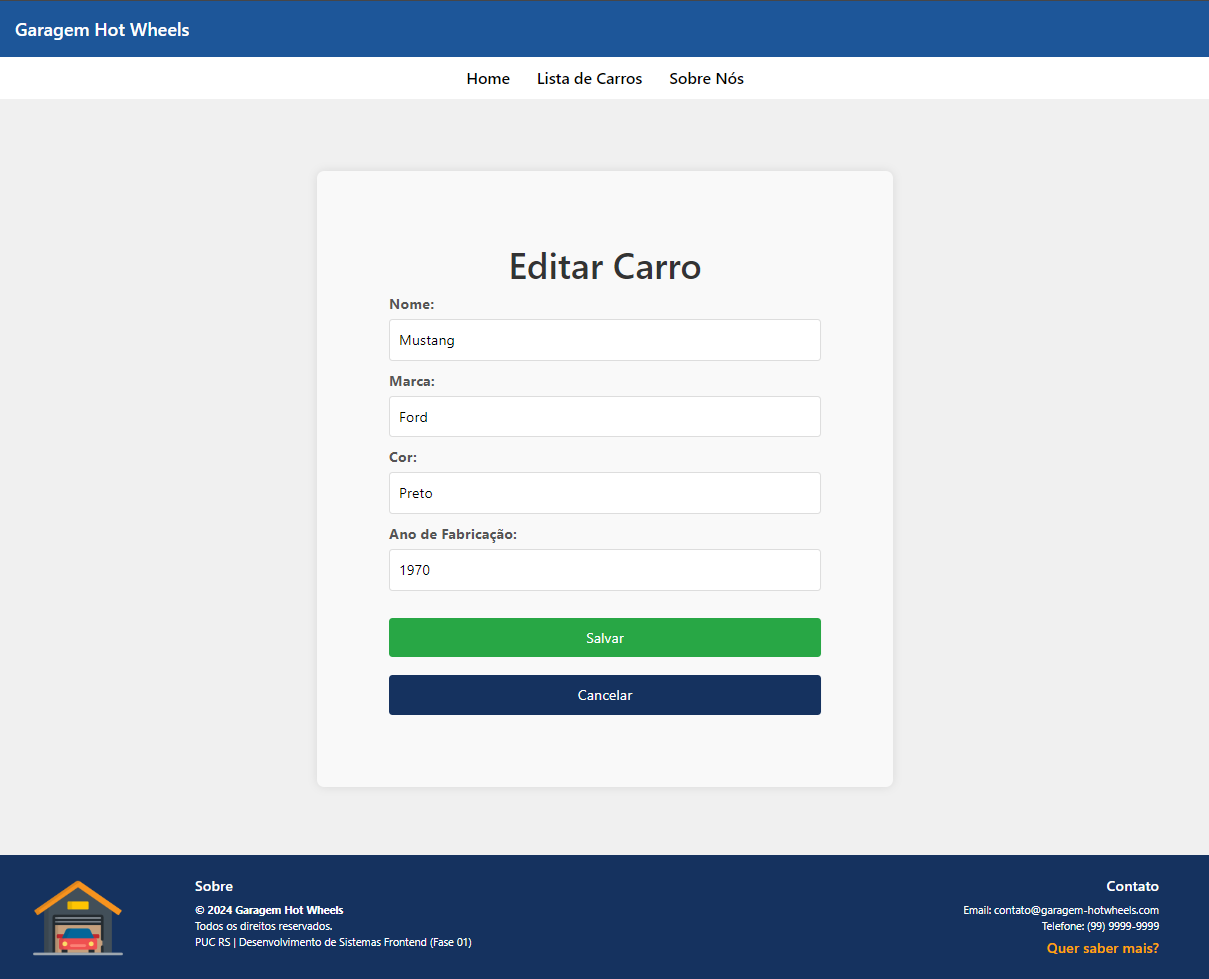 Garagem Hot Wheels
Home Lista de Carros Sobre Nós
Editar Carro
Nome:
Mustang
Marca:
Ford
Cor:
Preto
Ano de Fabricação:
1970
Salvar
Cancelar
Sobre
© 2024 Garagem Hot Wheels
Todos os direitos reservados.
PUC RS | Desenvolvimento de Sistemas Frontend (Fase 01)
Contato
Email: contato@garagem-hotwheels.com
Telefone: (99) 9999-9999
Quer saber mais?